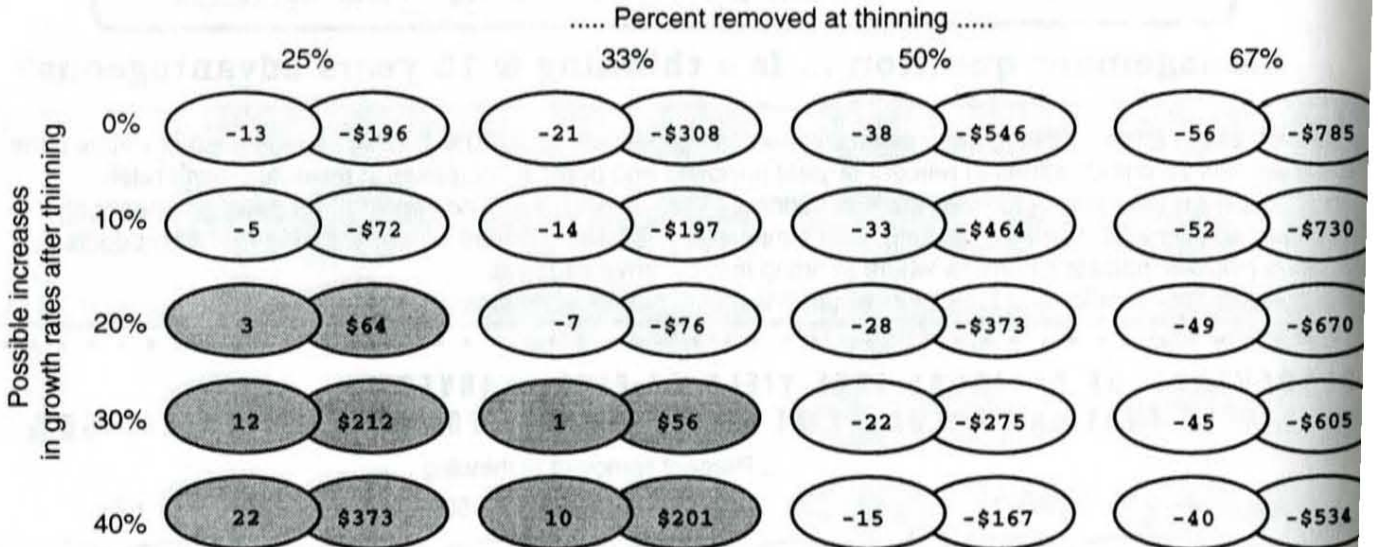 ..... Percent removed at thinning .....
25% 33% 50% 67%
Possible increases
in growth rates after thinning
0% -13 -$196 -21 -$308 -38 -$546 -56 -$785
10% -5 -$72 -14 -$197 -33 -$464 -52 -$730
20% 3 $64 -7 -$76 -28 -$373 -49 -$670
30% 12 $212 1 $56 -22 -$275 -45 -$605
40% 22 $373 10 $201 -15 -$167 -40 -$534